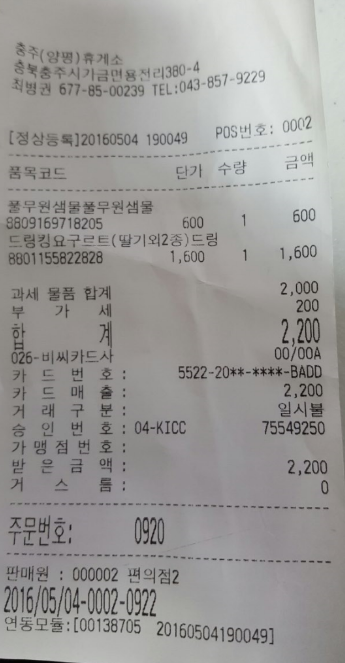 충주(양평)휴게소
충북충주시가금면용전리380-4
최병권 677-85-00239 TEL:043-857-9229
[정상등록]20160504 190049 POS번호: 0002
품목코드 단가 수량 금액
풀무원샘물풀무원샘물
8809169718205 600 1 600
드링킹요구르트(딸기외2종)드링
8801155822828 1,600 1 1,600
과세 물품 합계 2,000
부 가 세 200
합 계 2,200
026-비씨카드사 00/00A
카 드 번 호 : 5522-20**-****-BADD
카 드 매 출 : 2,200
거 래 구 분 : 일시불
승 인 번 호 : 04-KICC 75549250
가 맹 점 번 호 :
받 은 금 액 : 2,200
거 스 름 : 0
주문번호: 0920
판매원 : 000002 편의점2
2016/05/04-0002-0922
연동모듈:[00138705 20160504190049]